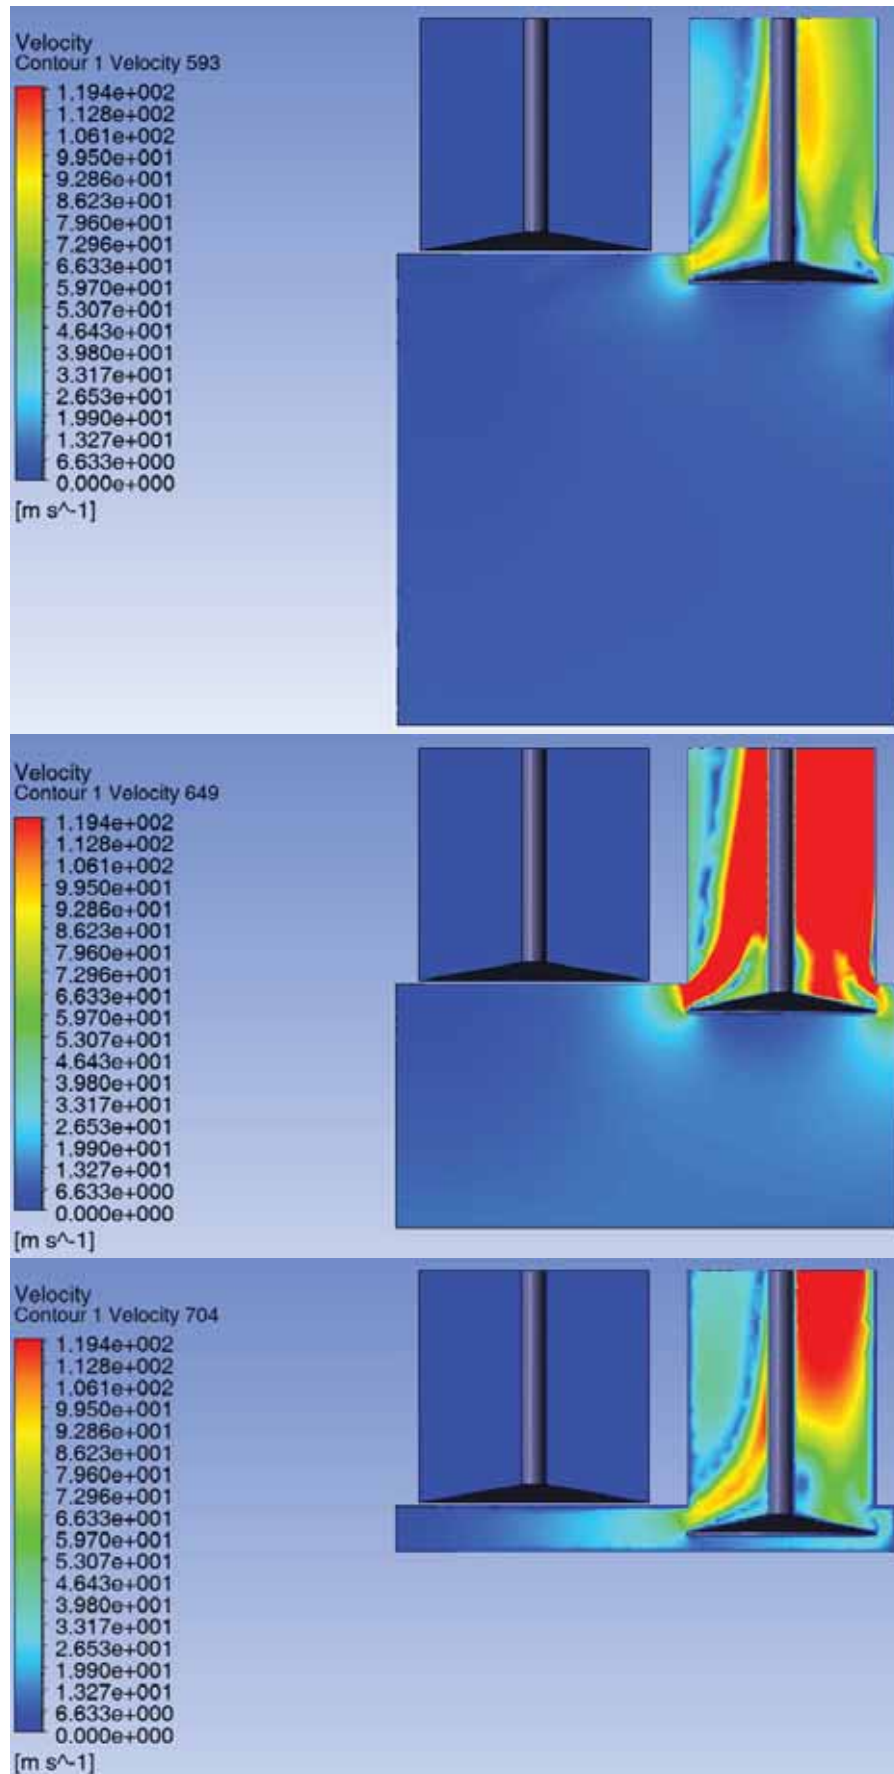 Velocity
Contour 1 Velocity 593
1.194e+002
1.128e+002
1.061e+002
9.950e+001
9.286e+001
8.623e+001
7.960e+001
7.296e+001
6.633e+001
5.970e+001
5.307e+001
4.643e+001
3.980e+001
3.317e+001
2.653e+001
1.990e+001
1.327e+001
6.633e+000
0.000e+000
[m s^-1]
Velocity
Contour 1 Velocity 649
1.194e+002
1.128e+002
1.061e+002
9.950e+001
9.286e+001
8.623e+001
7.960e+001
7.296e+001
6.633e+001
5.970e+001
5.307e+001
4.643e+001
3.980e+001
3.317e+001
2.653e+001
1.990e+001
1.327e+001
6.633e+000
0.000e+000
[m s^-1]
Velocity
Contour 1 Velocity 704
1.194e+002
1.128e+002
1.061e+002
9.950e+001
9.286e+001
8.623e+001
7.960e+001
7.296e+001
6.633e+001
5.970e+001
5.307e+001
4.643e+001
3.980e+001
3.317e+001
2.653e+001
1.990e+001
1.327e+001
6.633e+000
0.000e+000
[m s^-1]